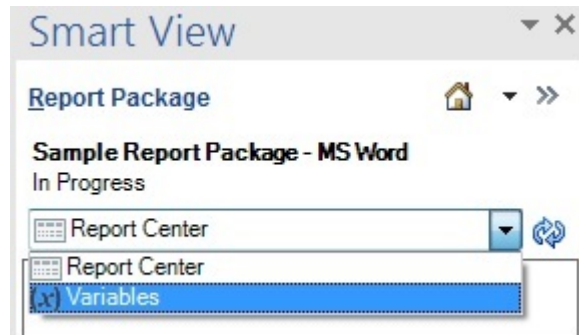 Smart View
Report Package
Sample Report Package - MS Word
In Progress
Report Center
Report Center
(x) Variables